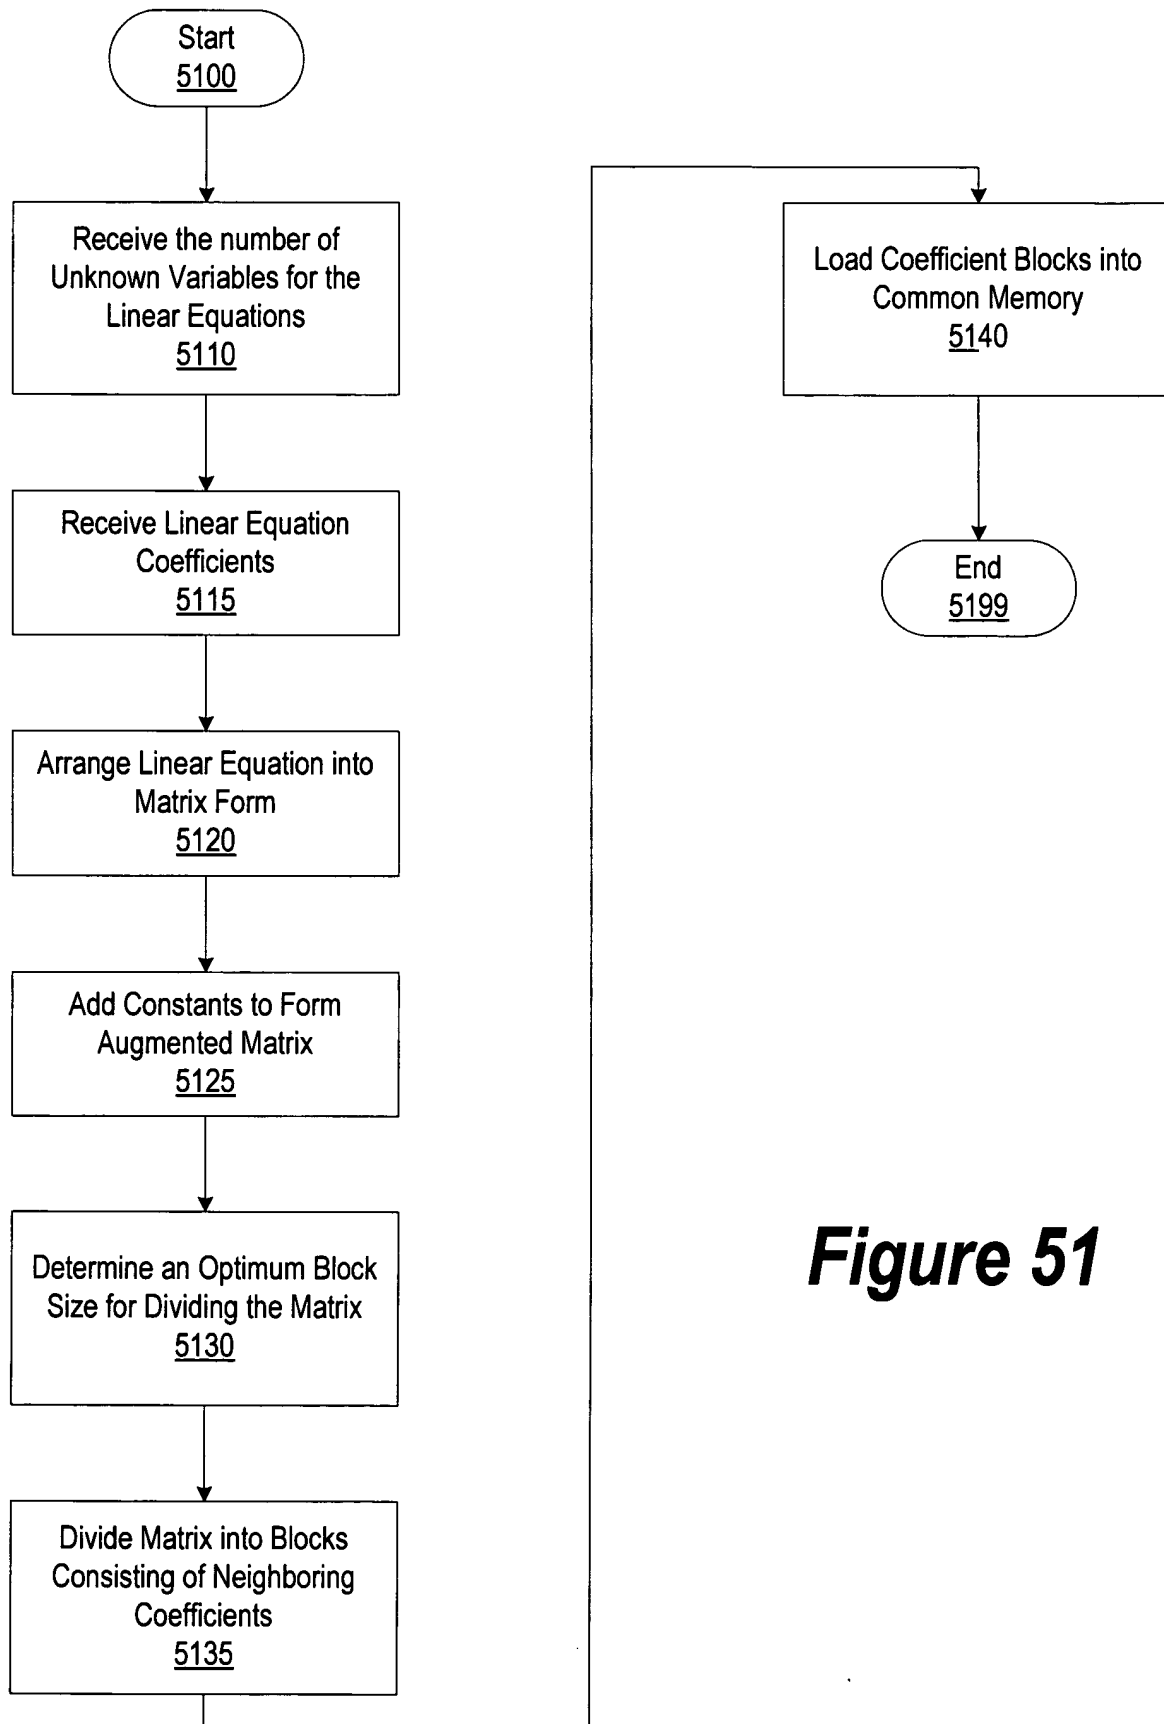 Start
5100
Receive the number of
Unknown Variables for the
Linear Equations
5110
Receive Linear Equation
Coefficients
5115
Arrange Linear Equation into
Matrix Form
5120
Add Constants to Form
Augmented Matrix
5125
Determine an Optimum Block
Size for Dividing the Matrix
5130
Divide Matrix into Blocks
Consisting of Neighboring
Coefficients
5135
Load Coefficient Blocks into
Common Memory
5140
End
5199
Figure 51